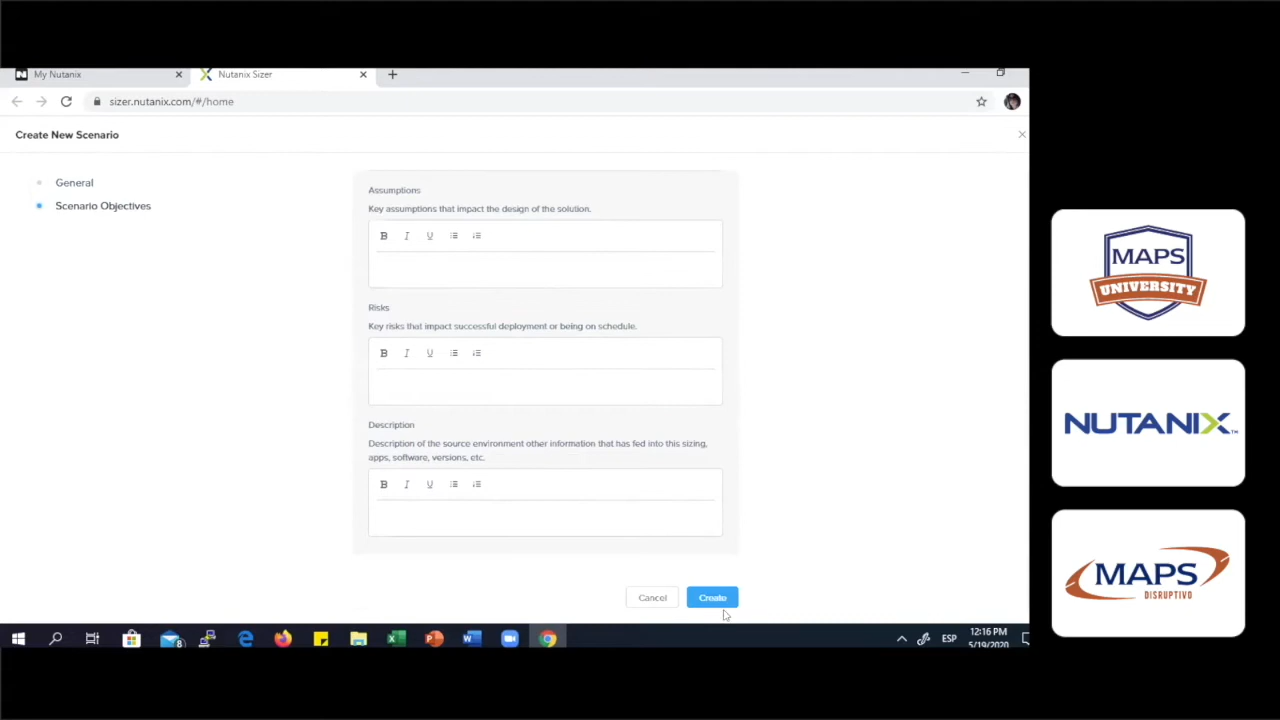 My Nutanix
Nutanix Sizer
sizer.nutanix.com/#/home
Create New Scenario
General
Scenario Objectives
Assumptions
Key assumptions that impact the design of the solution.
B I U
Risks
Key risks that impact successful deployment or being on schedule.
B I U
Description
Description of the source environment other information that has fed into this sizing,
apps, software, versions, etc.
B I U
Cancel
Create
8
ESP
12:16 PM
5/19/2020
MAPS
UNIVERSITY
NUTANIX™
MAPS
DISRUPTIVO